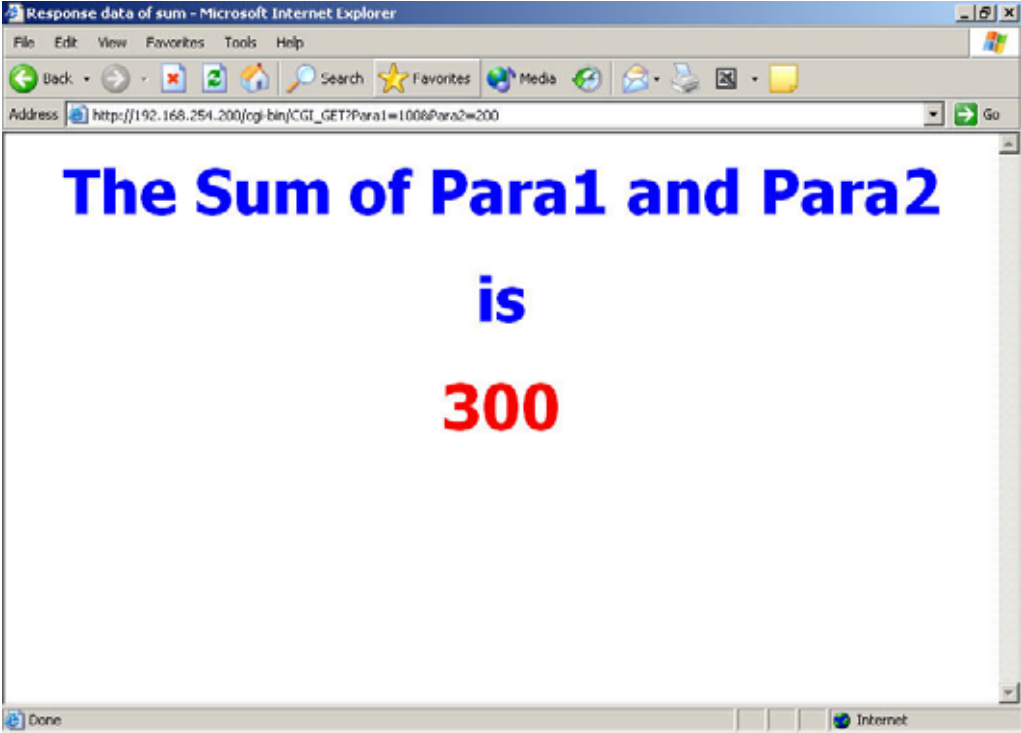 Response data of sum - Microsoft Internet Explorer
File Edit View Favorites Tools Help
Back Search Favorites Media
Address http://192.168.254.200/cgi-bin/CGI_GET?Para1=100&Para2=200 Go
The Sum of Para1 and Para2
is
300
Done Internet